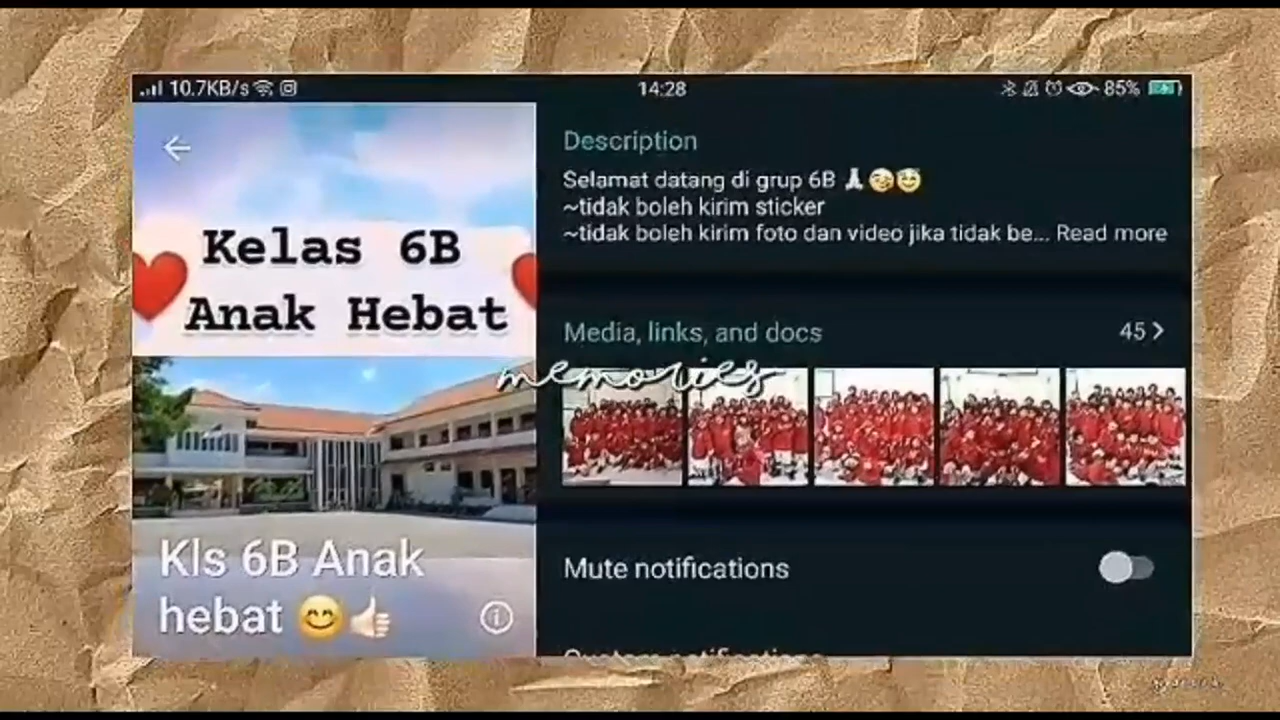 10.7KB/s
14:28
85%
Kelas 6B
Anak Hebat
Kls 6B Anak
hebat 😊👍
Description
Selamat datang di grup 6B 🙏🤪😇
~tidak boleh kirim sticker
~tidak boleh kirim foto dan video jika tidak be... Read more
Media, links, and docs
45
memories
Mute notifications
Custom notifications